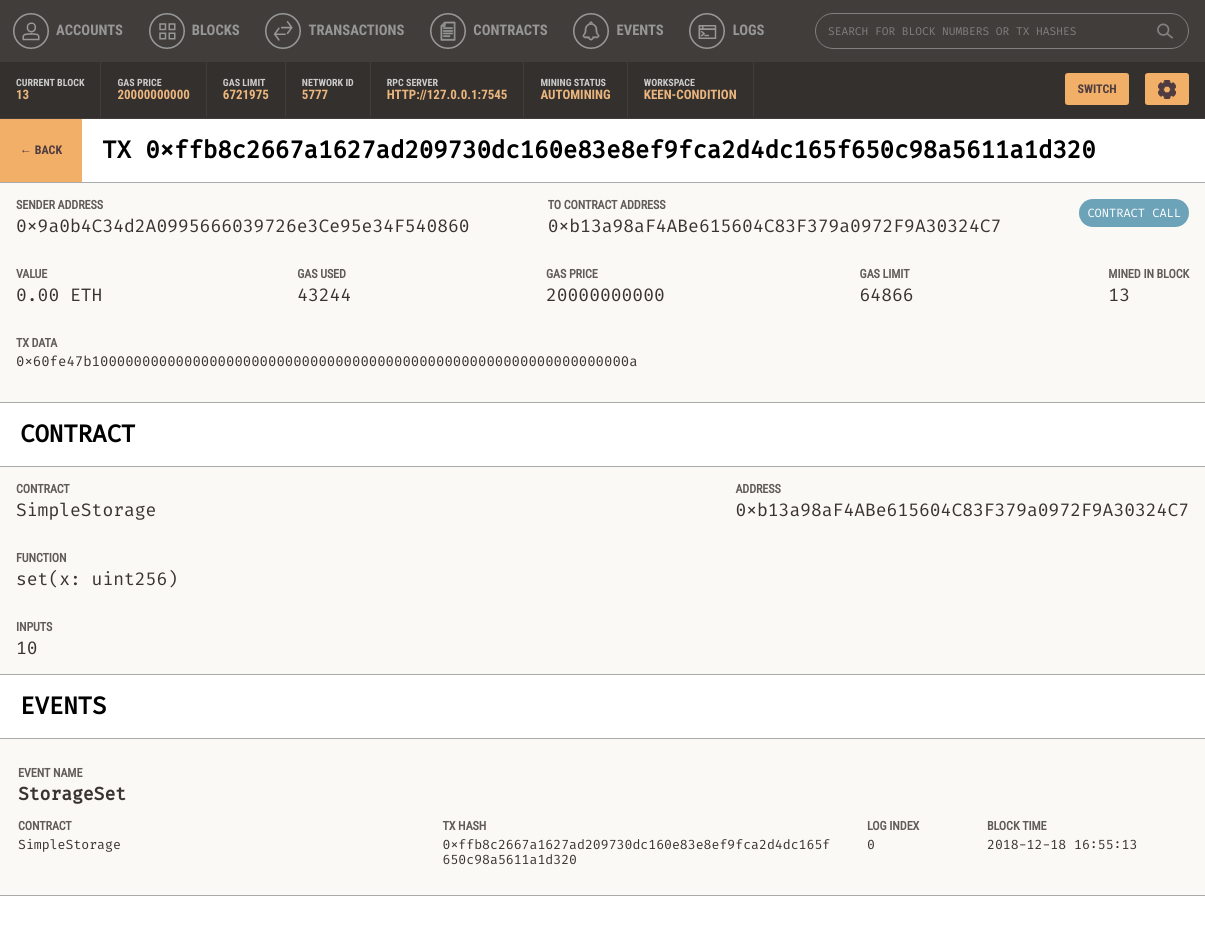 ACCOUNTS BLOCKS TRANSACTIONS CONTRACTS EVENTS LOGS SEARCH FOR BLOCK NUMBERS OR TX HASHES
CURRENT BLOCK GAS PRICE GAS LIMIT NETWORK ID RPC SERVER MINING STATUS WORKSPACE
13 20000000000 6721975 5777 HTTP://127.0.0.1:7545 AUTOMINING KEEN-CONDITION
SWITCH
← BACK TX 0×ffb8c2667a1627ad209730dc160e83e8ef9fca2d4dc165f650c98a5611a1d320
SENDER ADDRESS TO CONTRACT ADDRESS
0×9a0b4C34d2A0995666039726e3Ce95e34F540860 0×b13a98aF4ABe615604C83F379a0972F9A30324C7 CONTRACT CALL
VALUE GAS USED GAS PRICE GAS LIMIT MINED IN BLOCK
0.00 ETH 43244 20000000000 64866 13
TX DATA
0×60fe47b1000000000000000000000000000000000000000000000000000000000000000a
CONTRACT
CONTRACT ADDRESS
SimpleStorage 0×b13a98aF4ABe615604C83F379a0972F9A30324C7
FUNCTION
set(x: uint256)
INPUTS
10
EVENTS
EVENT NAME
StorageSet
CONTRACT TX HASH LOG INDEX BLOCK TIME
SimpleStorage 0×ffb8c2667a1627ad209730dc160e83e8ef9fca2d4dc165f 0 2018-12-18 16:55:13
650c98a5611a1d320